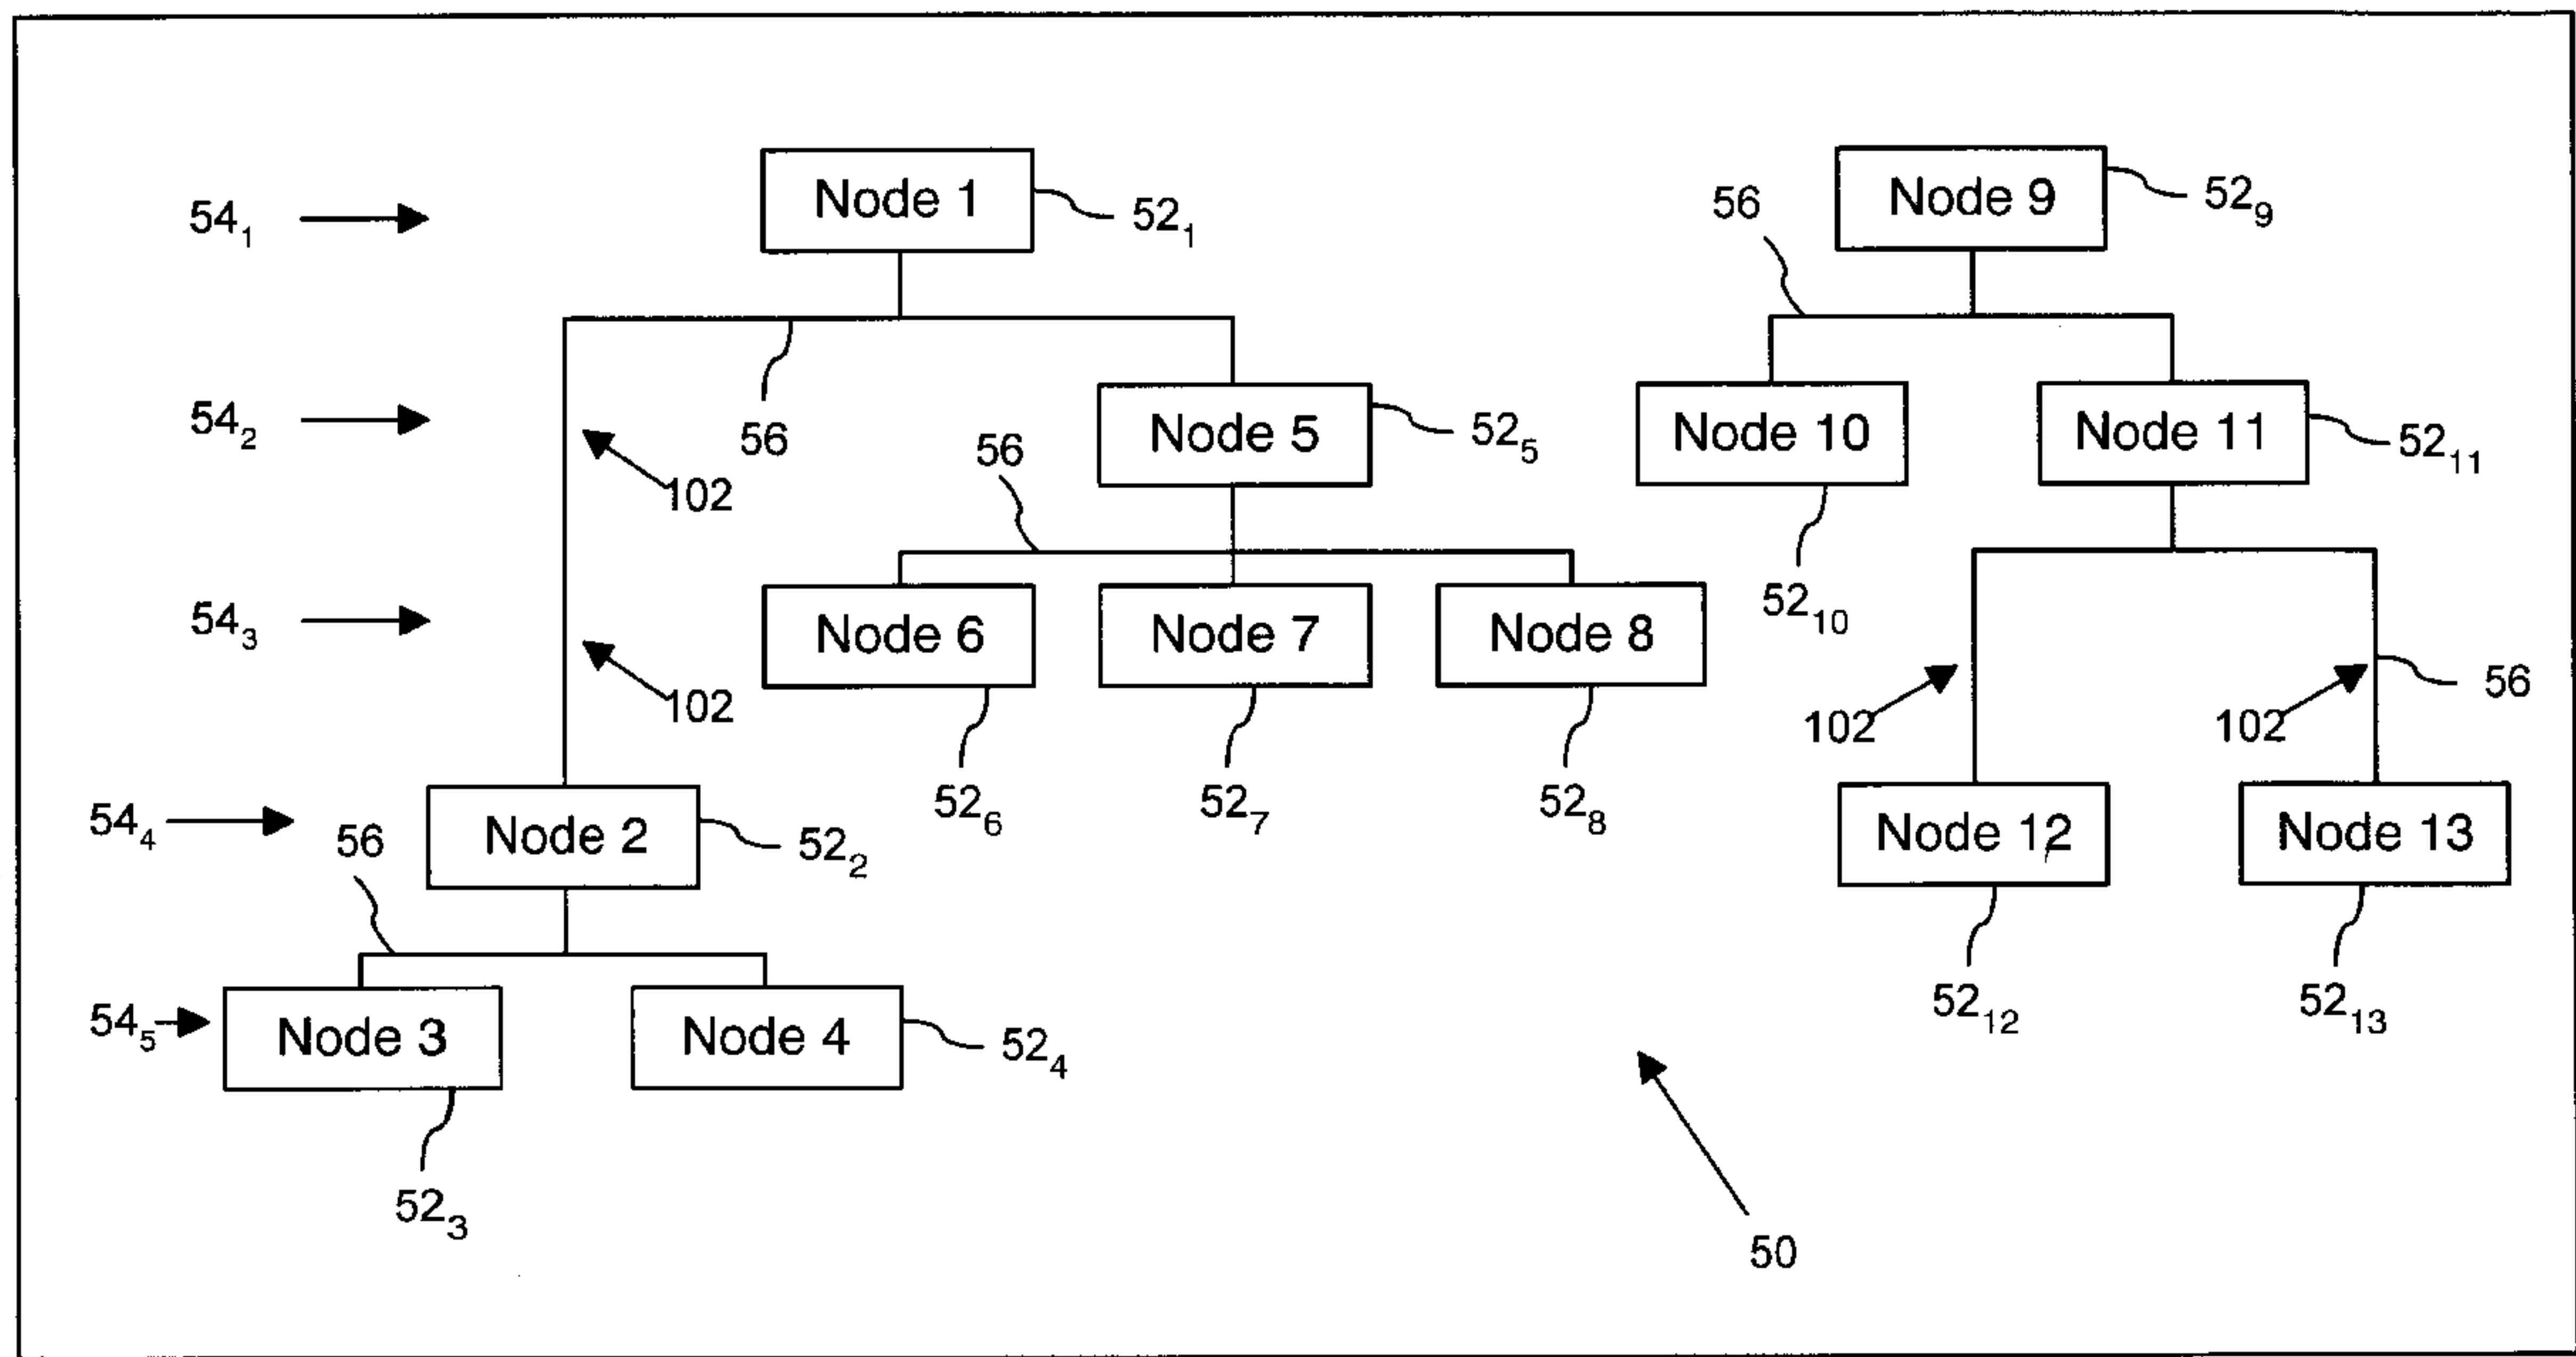 54₁
Node 1
52₁
56
Node 9
52₉
54₂
56
102
56
Node 5
52₅
Node 10
52₁₀
Node 11
52₁₁
54₃
102
Node 6
Node 7
Node 8
52₆
52₇
52₈
102
102
56
54₄
56
Node 2
52₂
Node 12
Node 13
52₁₂
52₁₃
54₅
Node 3
Node 4
52₄
52₃
50